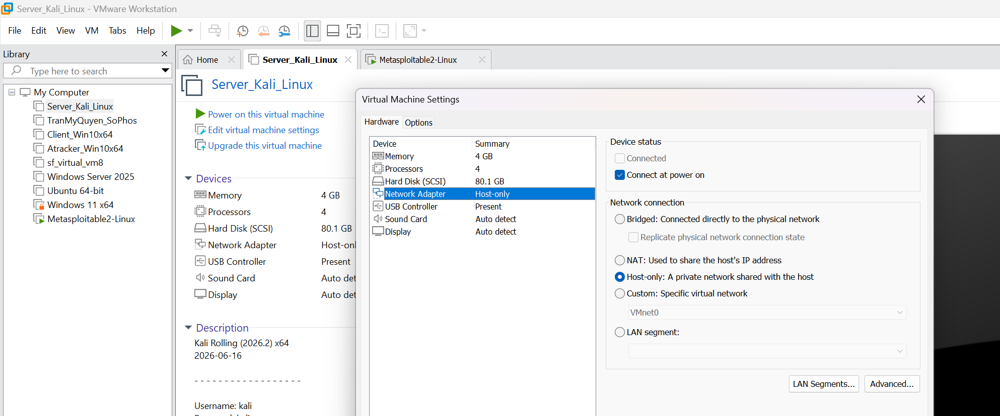 Server_Kali_Linux - VMware Workstation
File Edit View VM Tabs Help
Library
Type here to search
My Computer
Server_Kali_Linux
TranMyQuyen_SoPhos
Client_Win10x64
Atracker_Win10x64
sf_virtual_vm8
Windows Server 2025
Ubuntu 64-bit
Windows 11 x64
Metasploitable2-Linux
Home Server_Kali_Linux Metasploitable2-Linux
Server_Kali_Linux
Power on this virtual machine
Edit virtual machine settings
Upgrade this virtual machine
Devices
Memory 4 GB
Processors 4
Hard Disk (SCSI) 80.1 GB
Network Adapter Host-onl
USB Controller Present
Sound Card Auto det
Display Auto det
Description
Kali Rolling (2026.2) x64
2026-06-16
- - - - - - - - - - - - - - - - - -
Username: kali
Virtual Machine Settings
Hardware Options
Device Summary
Memory 4 GB
Processors 4
Hard Disk (SCSI) 80.1 GB
Network Adapter Host-only
USB Controller Present
Sound Card Auto detect
Display Auto detect
Device status
Connected
Connect at power on
Network connection
Bridged: Connected directly to the physical network
Replicate physical network connection state
NAT: Used to share the host's IP address
Host-only: A private network shared with the host
Custom: Specific virtual network
VMnet0
LAN segment:
LAN Segments... Advanced...